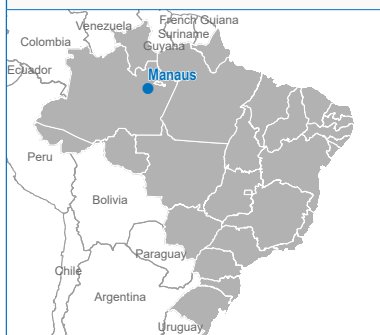 Venezuela
French Guiana
Suriname
Colombia
Guyana
Ecuador
Manaus
Peru
Bolivia
Paraguay
Chile
Argentina
Uruguay